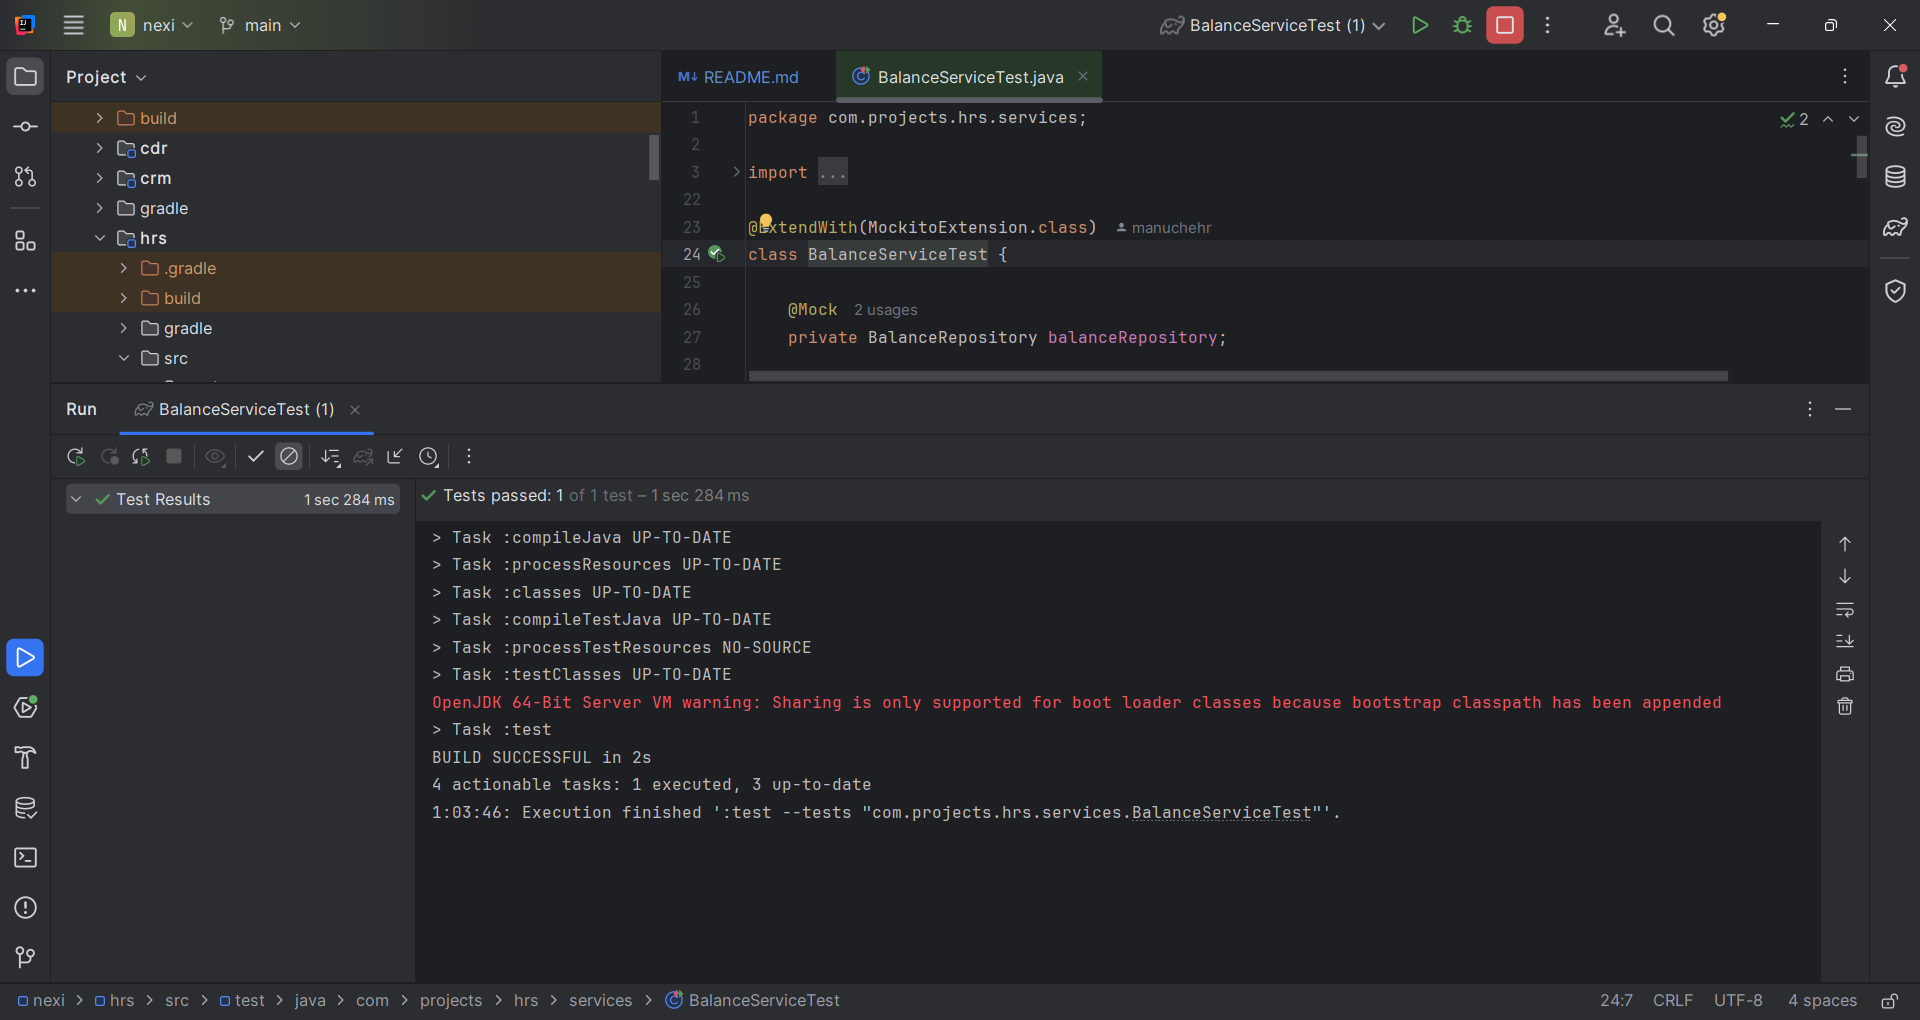 N nexi main BalanceServiceTest (1)
Project
build
cdr
crm
gradle
hrs
.gradle
build
gradle
src
M↓ README.md BalanceServiceTest.java
2
1 package com.projects.hrs.services;
2
3 import ...
22
23 @ExtendWith(MockitoExtension.class) manuchehr
24 class BalanceServiceTest {
25
26 @Mock 2 usages
27 private BalanceRepository balanceRepository;
28
Run BalanceServiceTest (1)
Test Results 1 sec 284 ms
Tests passed: 1 of 1 test – 1 sec 284 ms
> Task :compileJava UP-TO-DATE
> Task :processResources UP-TO-DATE
> Task :classes UP-TO-DATE
> Task :compileTestJava UP-TO-DATE
> Task :processTestResources NO-SOURCE
> Task :testClasses UP-TO-DATE
OpenJDK 64-Bit Server VM warning: Sharing is only supported for boot loader classes because bootstrap classpath has been appended
> Task :test
BUILD SUCCESSFUL in 2s
4 actionable tasks: 1 executed, 3 up-to-date
1:03:46: Execution finished ':test --tests "com.projects.hrs.services.BalanceServiceTest"'.
nexi > hrs > src > test > java > com > projects > hrs > services > BalanceServiceTest
24:7 CRLF UTF-8 4 spaces